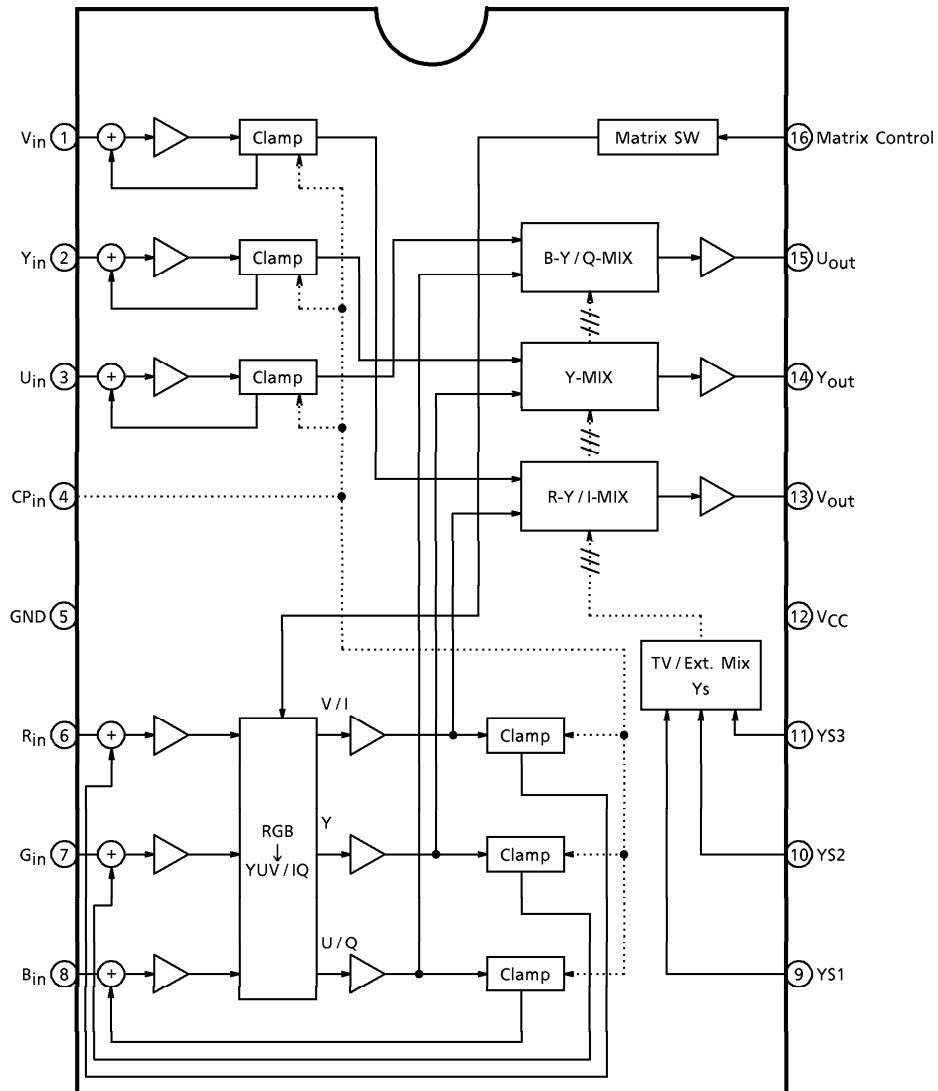 Vin 1 + Clamp Matrix SW 16 Matrix Control
Yin 2 + Clamp B-Y / Q-MIX 15 Uout
Uin 3 + Clamp Y-MIX 14 Yout
CPin 4 R-Y / I-MIX 13 Vout
GND 5 12 VCC
TV / Ext. Mix
Ys
V / I
Rin 6 + Clamp 11 YS3
Y
RGB
↓
YUV / IQ
Gin 7 + Clamp 10 YS2
U / Q
Bin 8 + Clamp 9 YS1